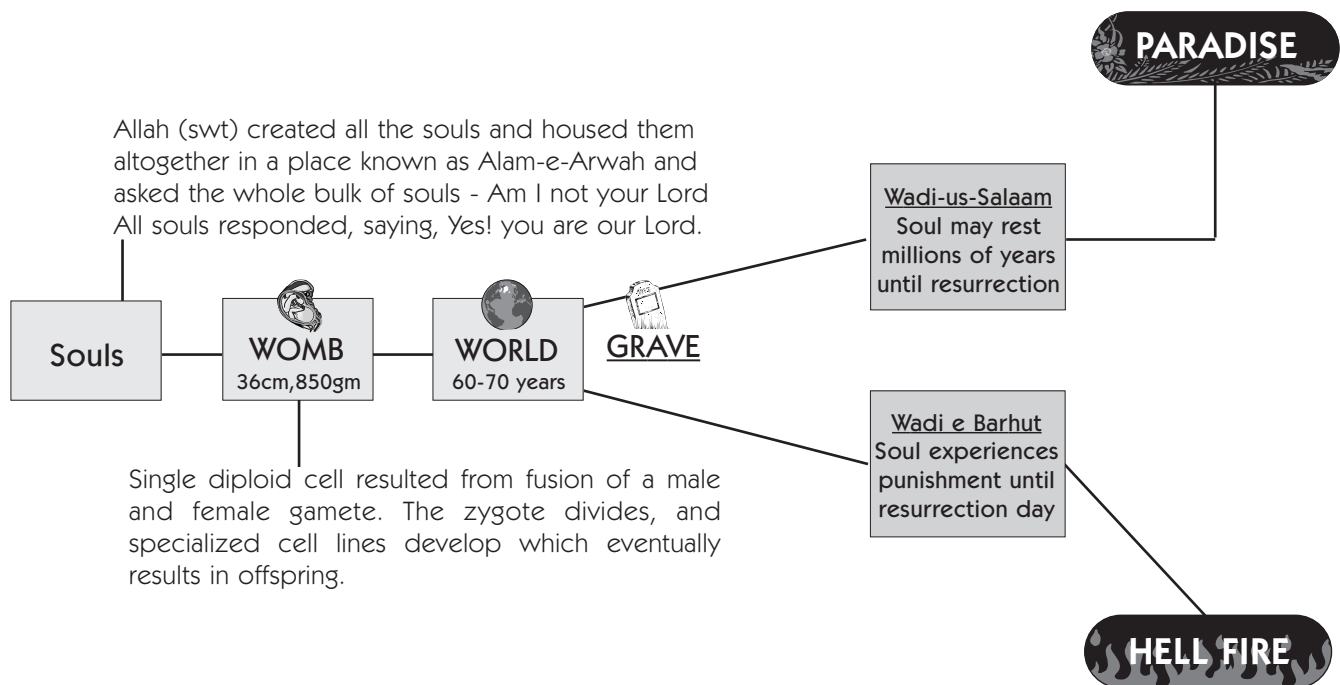 PARADISE
Allah (swt) created all the souls and housed them
altogether in a place known as Alam-e-Arwah and
asked the whole bulk of souls - Am I not your Lord
All souls responded, saying, Yes! you are our Lord.
Wadi-us-Salaam
Soul may rest
millions of years
until resurrection
Souls
WOMB
36cm,850gm
WORLD
60-70 years
GRAVE
Wadi e Barhut
Soul experiences
punishment until
resurrection day
Single diploid cell resulted from fusion of a male
and female gamete. The zygote divides, and
specialized cell lines develop which eventually
results in offspring.
HELL FIRE